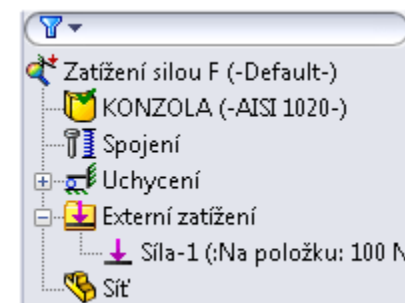 Zatížení silou F (-Default-)
KONZOLA (-AISI 1020-)
Spojení
Uchycení
Externí zatížení
Síla-1 (:Na položku: 100 N
Síť